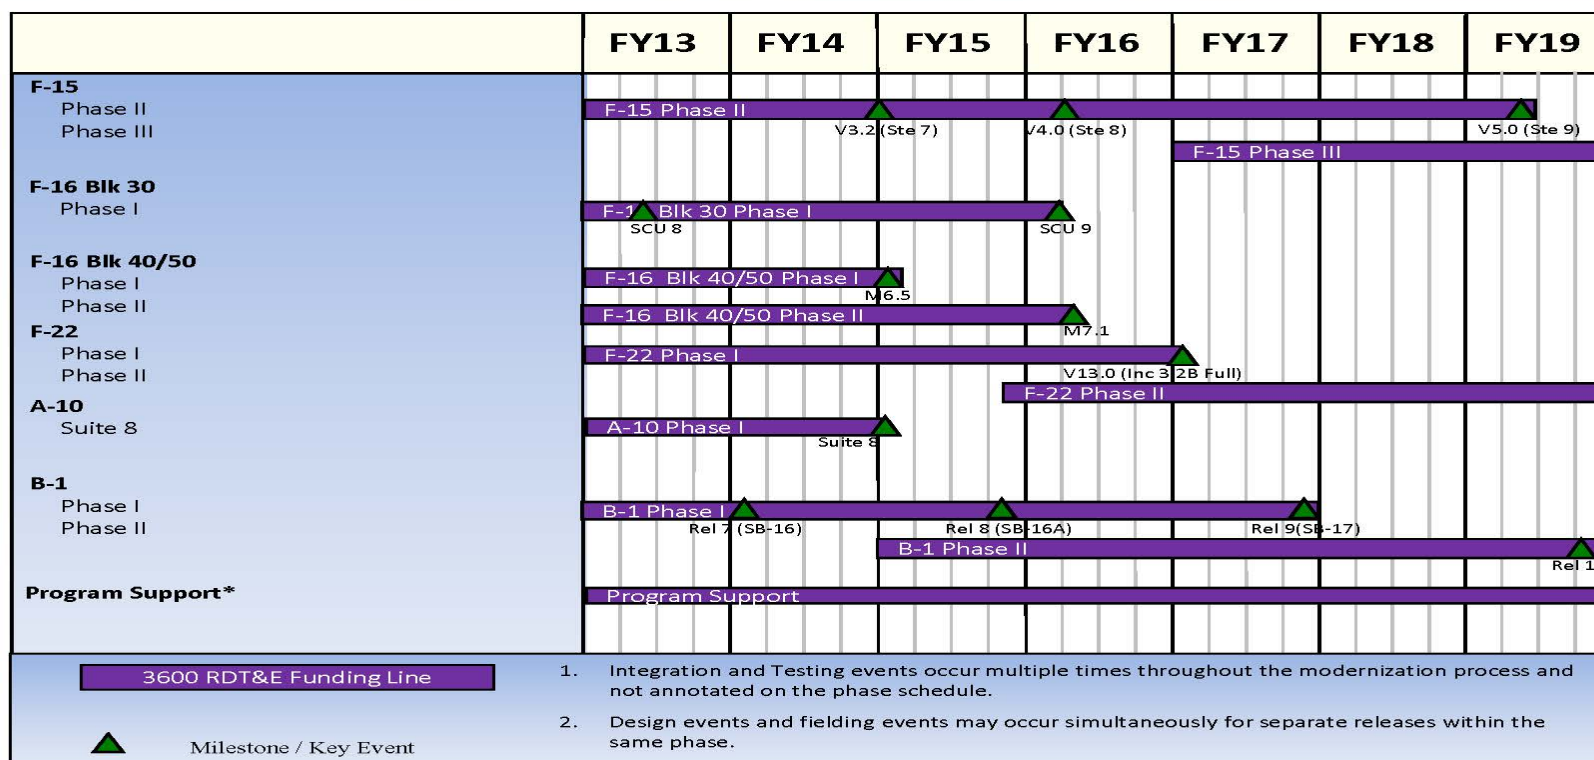 FY13 FY14 FY15 FY16 FY17 FY18 FY19
F-15
Phase II
F-15 Phase II
Phase III
V3.2 (Ste 7) V4.0 (Ste 8) V5.0 (Ste 9)
F-15 Phase III
F-16 Blk 30
Phase I
Blk 30 Phase I
SCU 8 SCU 9
F-16 Blk 40/50
Phase I
F-16 Blk 40/50 Phase I
M6.5
Phase II
F-16 Blk 40/50 Phase II
M7.1
F-22
Phase I
F-22 Phase I
Phase II
V13.0 (Inc 3.2B Full)
F-22 Phase II
A-10
Suite 8
A-10 Phase I
Suite 8
B-1
Phase I
B-1 Phase I
Phase II
Rel 7 (SB-16) Rel 8 (SB-16A) Rel 9(SB-17)
B-1 Phase II
Rel 1
Program Support*
Program Support
3600 RDT&E Funding Line
Milestone / Key Event
1. Integration and Testing events occur multiple times throughout the modernization process and
not annotated on the phase schedule.
2. Design events and fielding events may occur simultaneously for separate releases within the
same phase.